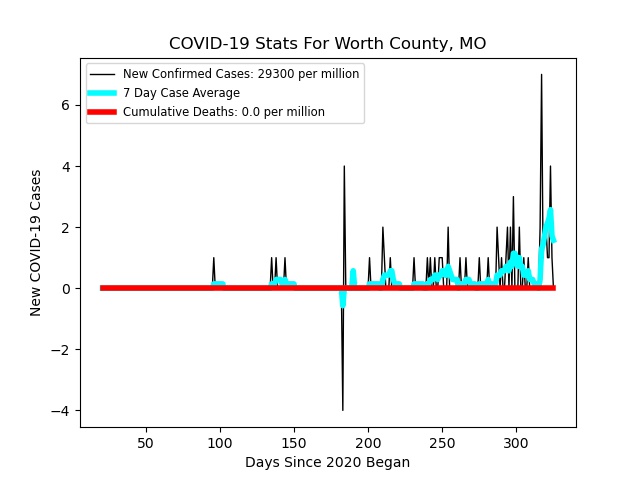 COVID-19 Stats For Worth County, MO
New Confirmed Cases: 29300 per million
7 Day Case Average
Cumulative Deaths: 0.0 per million
New COVID-19 Cases
6
4
2
0
−2
−4
50 100 150 200 250 300
Days Since 2020 Began